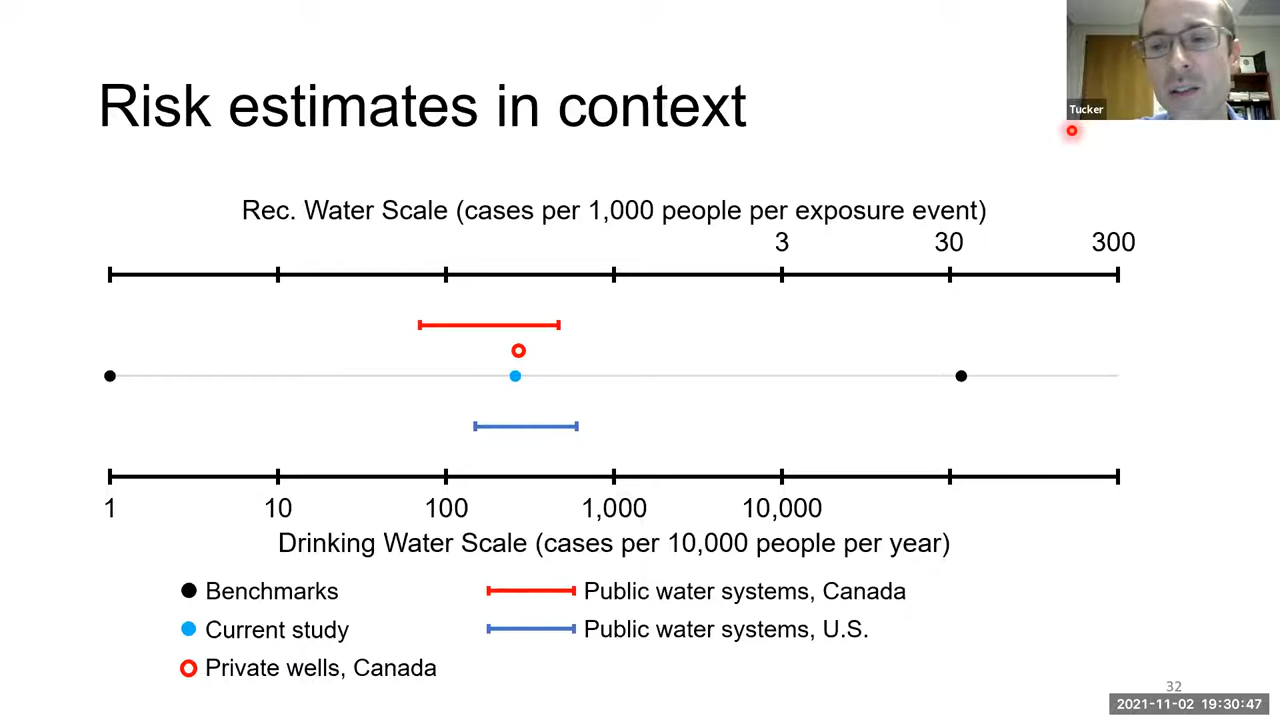 Tucker
Risk estimates in context
Rec. Water Scale (cases per 1,000 people per exposure event)
3 30 300
1 10 100 1,000 10,000
Drinking Water Scale (cases per 10,000 people per year)
Benchmarks
Current study
Private wells, Canada
Public water systems, Canada
Public water systems, U.S.
32
2021-11-02 19:30:47